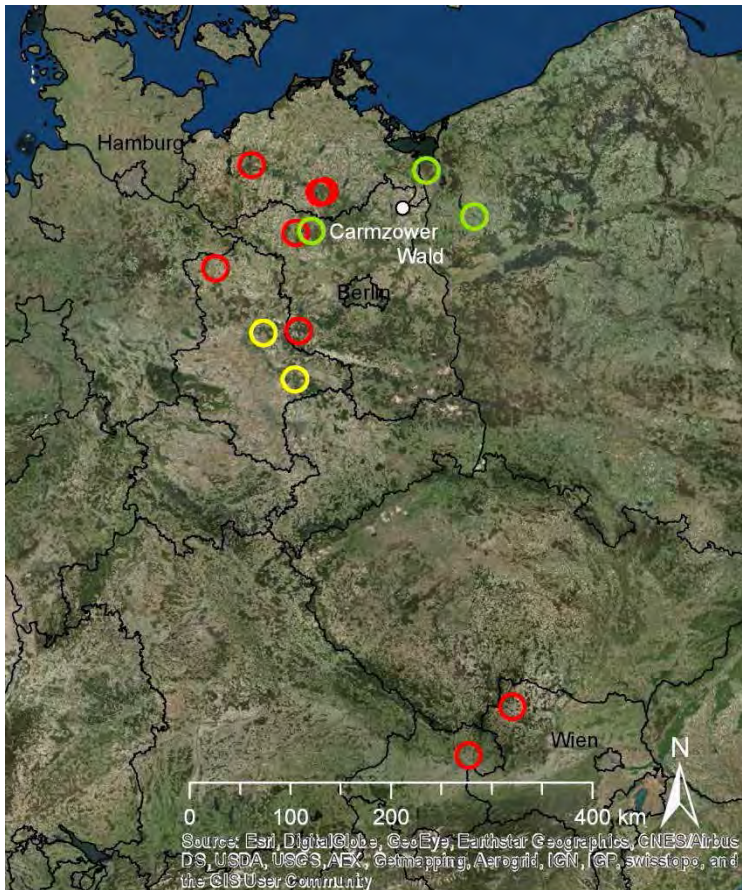 Hamburg
Carmzower
Wald
Berlin
Wien
N
0 100 200 400 km
Source: Esri, DigitalGlobe, GeoEye, Earthstar Geographics, CNES/Airbus
DS, USDA, USGS, AEX, Getmapping, Aerogrid, IGN, IGP, swisstopo, and
the GIS User Community